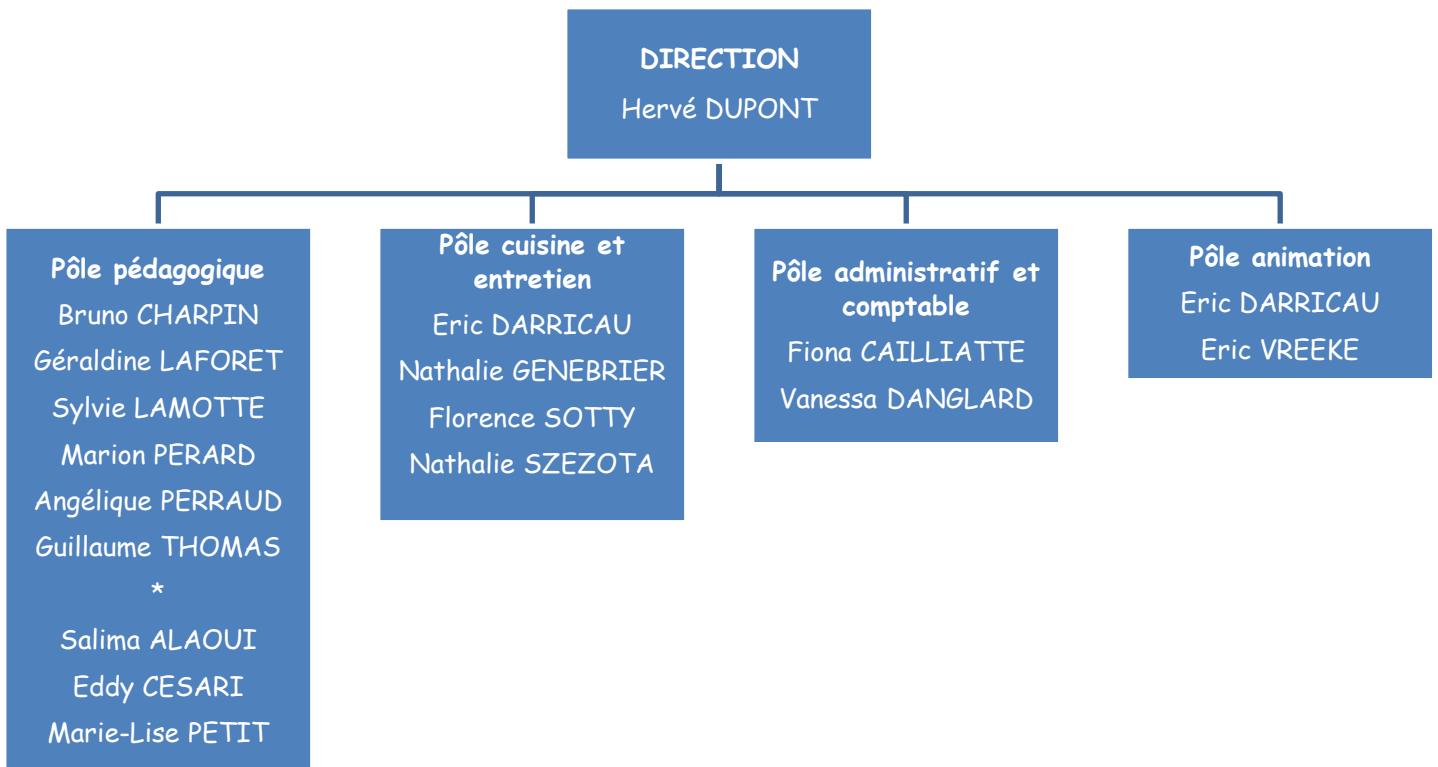 DIRECTION
Hervé DUPONT
Pôle pédagogique
Bruno CHARPIN
Géraldine LAFORET
Sylvie LAMOTTE
Marion PERARD
Angélique PERRAUD
Guillaume THOMAS
*
Salima ALAOUI
Eddy CESARI
Marie-Lise PETIT
Pôle cuisine et
entretien
Eric DARRICAU
Nathalie GENEBRIER
Florence SOTTY
Nathalie SZEZOTA
Pôle administratif et
comptable
Fiona CAILLIATTE
Vanessa DANGLARD
Pôle animation
Eric DARRICAU
Eric VREEKE